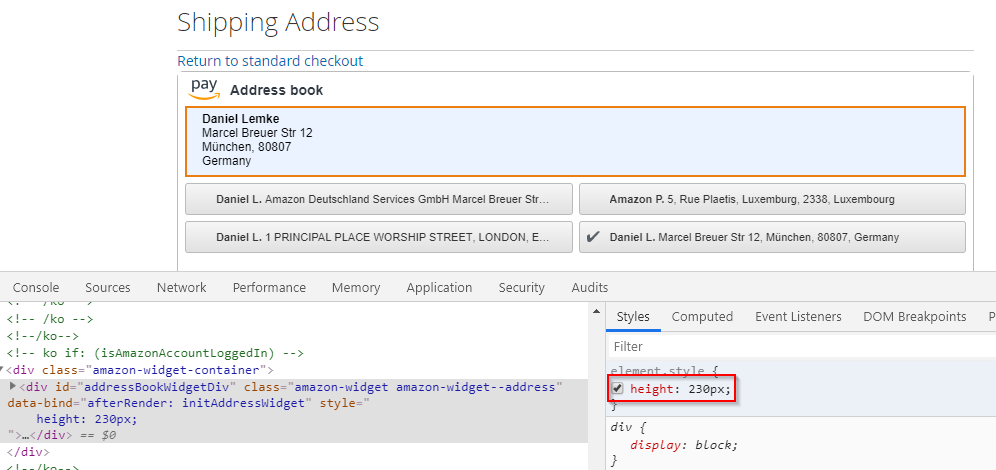 Shipping Address
Return to standard checkout
pay Address book
Daniel Lemke
Marcel Breuer Str 12
München, 80807
Germany
Daniel L. Amazon Deutschland Services GmbH Marcel Breuer Str...
Amazon P. 5, Rue Plaetis, Luxemburg, 2338, Luxembourg
Daniel L. 1 PRINCIPAL PLACE WORSHIP STREET, LONDON, E...
✔ Daniel L. Marcel Breuer Str 12, München, 80807, Germany
Console Sources Network Performance Memory Application Security Audits
<!-- /ko -->
<!-- /ko -->
<!--/ko-->
<!-- ko if: (isAmazonAccountLoggedIn) -->
▼<div class="amazon-widget-container">
▶<div id="addressBookWidgetDiv" class="amazon-widget amazon-widget--address"
data-bind="afterRender: initAddressWidget" style="
height: 230px;
">…</div> == $0
</div>
<!--/ko-->
Styles Computed Event Listeners DOM Breakpoints P
Filter
element.style {
✔ height: 230px;
}
div {
display: block;
}